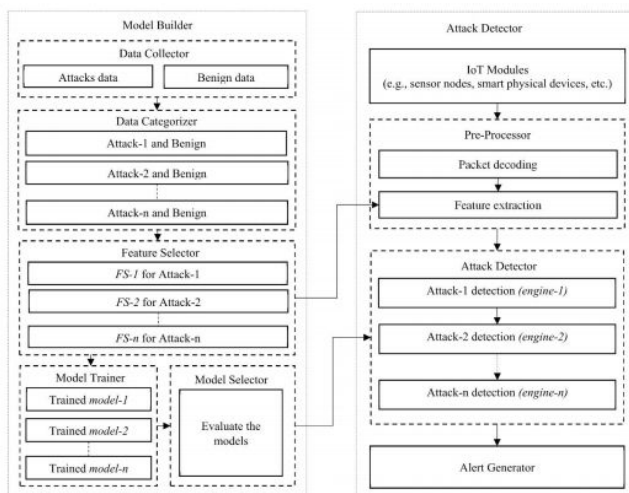 Model Builder
Data Collector
Attacks data
Benign data
Data Categorizer
Attack-1 and Benign
Attack-2 and Benign
Attack-n and Benign
Feature Selector
FS-1 for Attack-1
FS-2 for Attack-2
FS-n for Attack-n
Model Trainer
Trained model-1
Trained model-2
Trained model-n
Model Selector
Evaluate the
models
Attack Detector
IoT Modules
(e.g., sensor nodes, smart physical devices, etc.)
Pre-Processor
Packet decoding
Feature extraction
Attack Detector
Attack-1 detection (engine-1)
Attack-2 detection (engine-2)
Attack-n detection (engine-n)
Alert Generator